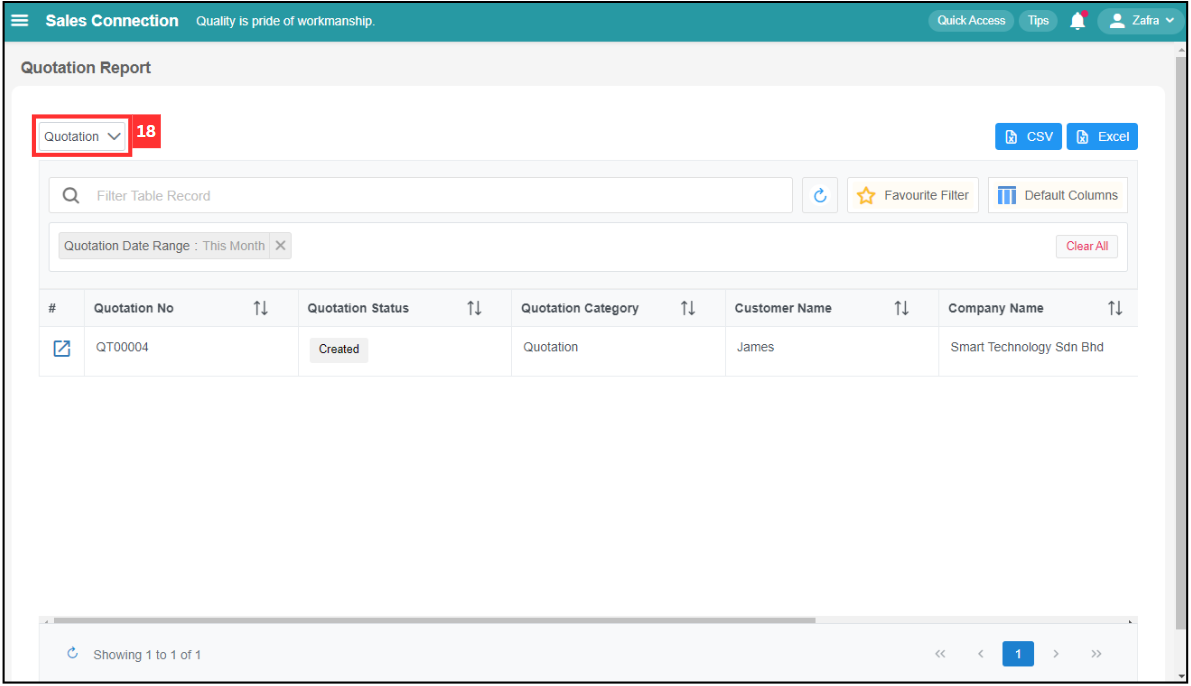 Sales Connection Quality is pride of workmanship. Quick Access Tips Zafra
Quotation Report
Quotation 18 CSV Excel
Filter Table Record Favourite Filter Default Columns
Quotation Date Range : This Month Clear All
# Quotation No Quotation Status Quotation Category Customer Name Company Name
QT00004 Created Quotation James Smart Technology Sdn Bhd
Showing 1 to 1 of 1 << < 1 > >>